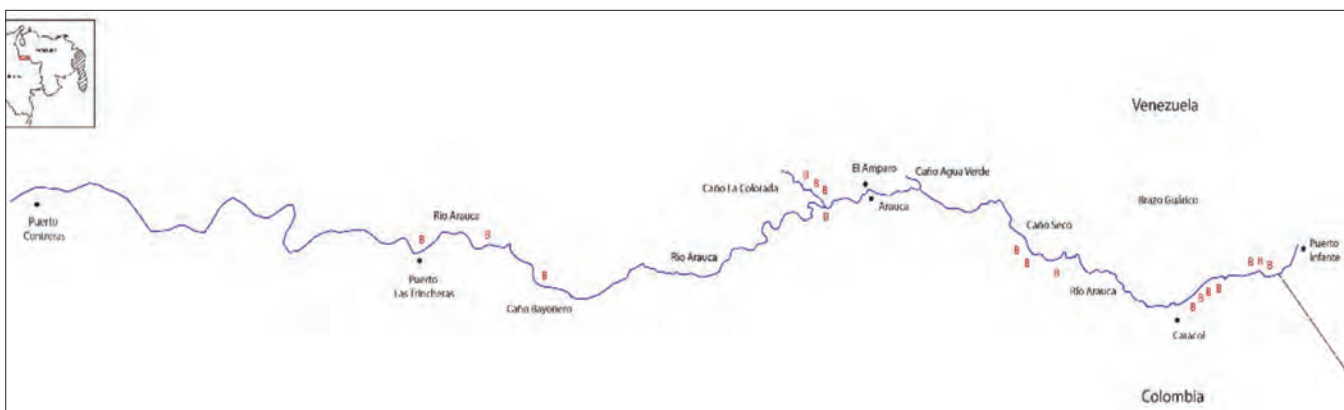 Venezuela
El Amparo
Caño Agua Verde
Caño La Colorada
Arauca
Brazo Guárico
Puerto
Contreras
Río Arauca
B
B
Puerto
Las Trincheras
B
Caño Bayonero
Río Arauca
B
B
B
B
Caño Seco
B
B
B
Río Arauca
Caracol
B
B
B
B
B
B
B
Puerto
Infante
Colombia